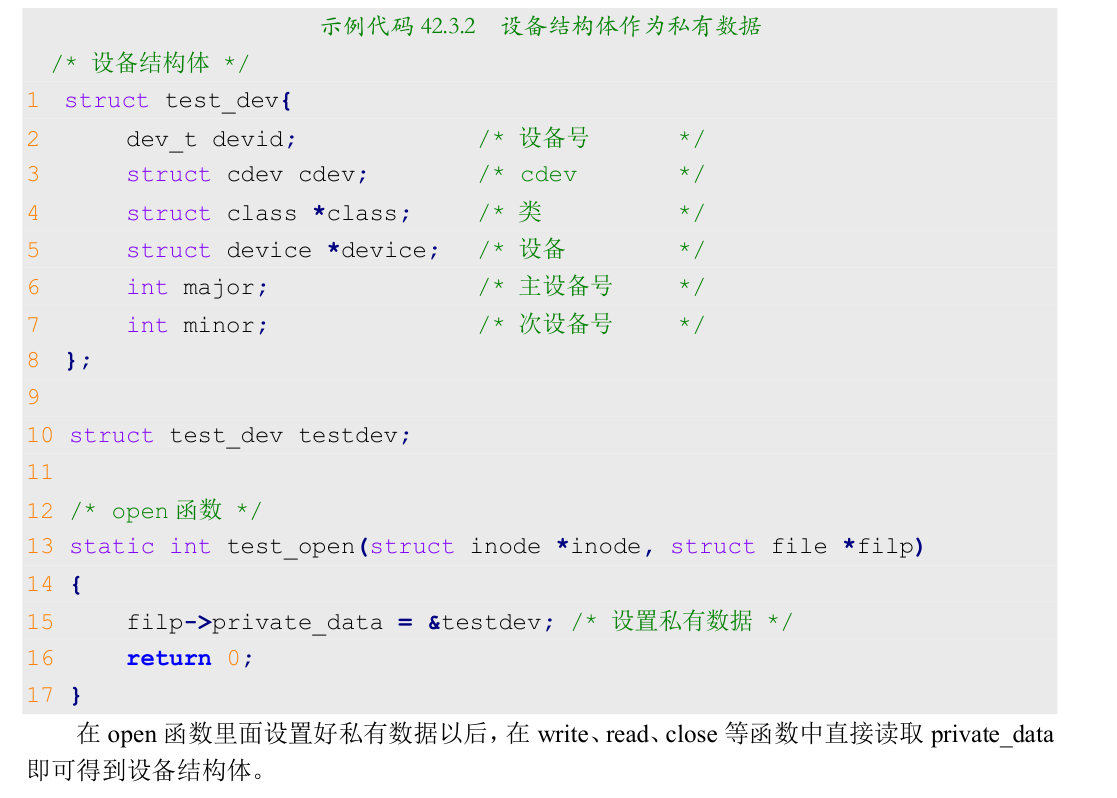 示例代码 42.3.2 设备结构体作为私有数据
/* 设备结构体 */
1 struct test_dev{
2 dev_t devid; /* 设备号 */
3 struct cdev cdev; /* cdev */
4 struct class *class; /* 类 */
5 struct device *device; /* 设备 */
6 int major; /* 主设备号 */
7 int minor; /* 次设备号 */
8 };
9
10 struct test_dev testdev;
11
12 /* open 函数 */
13 static int test_open(struct inode *inode, struct file *filp)
14 {
15 filp->private_data = &testdev; /* 设置私有数据 */
16 return 0;
17 }
在 open 函数里面设置好私有数据以后，在 write、read、close 等函数中直接读取 private_data
即可得到设备结构体。